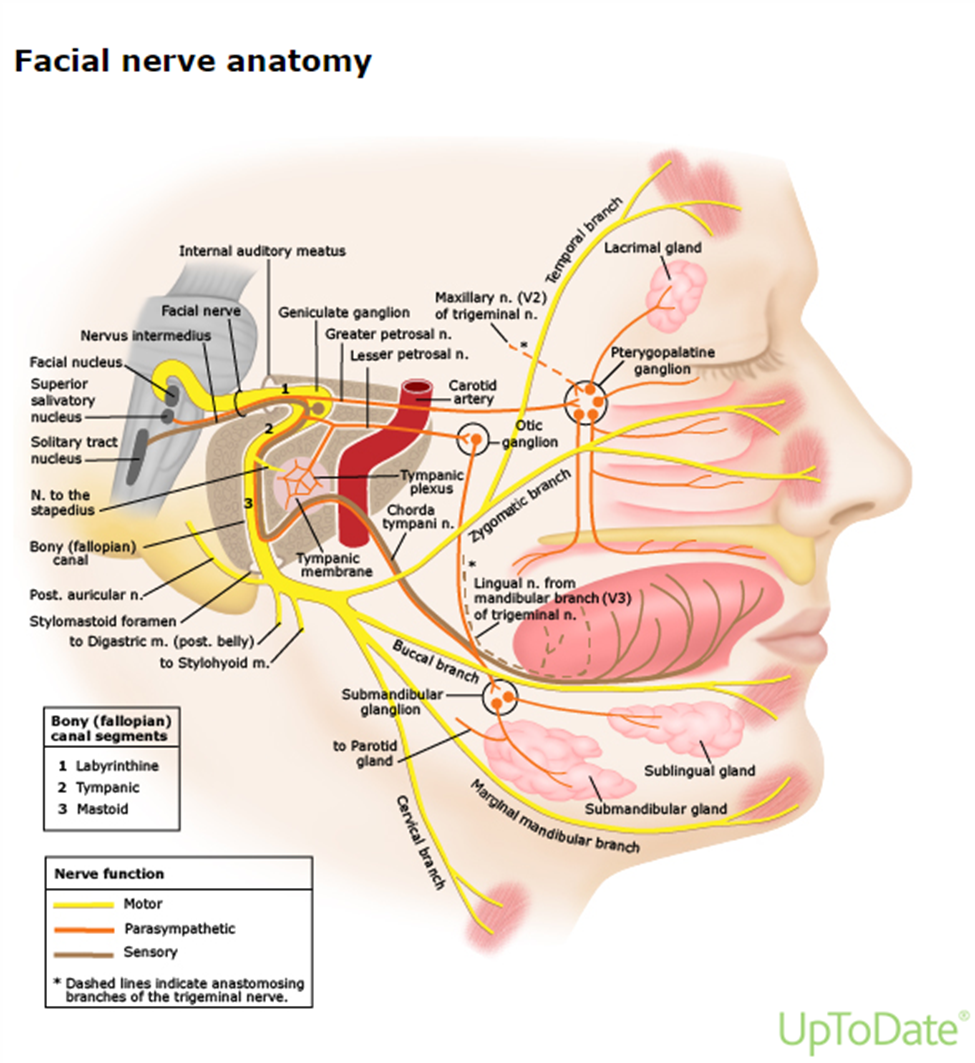 Facial nerve anatomy
Temporal branch
Lacrimal gland
Internal auditory meatus
Maxillary n. (V2)
of trigeminal n.
*
Facial nerve
Geniculate ganglion
Nervus intermedius
Greater petrosal n.
Lesser petrosal n.
Pterygopalatine
ganglion
Facial nucleus
Superior
salivatory
nucleus
Solitary tract
nucleus
1
2
3
Carotid
artery
Otic
ganglion
N. to the
stapedius
Tympanic
plexus
Zygomatic branch
Chorda
tympani n.
Bony (fallopian)
canal
Tympanic
membrane
*
Lingual n. from
mandibular branch (V3)
of trigeminal n.
Post. auricular n.
Stylomastoid foramen
to Digastric m. (post. belly)
to Stylohyoid m.
Buccal branch
Submandibular
glanglion
to Parotid
gland
Sublingual gland
Submandibular gland
Marginal mandibular branch
Cervical branch
Bony (fallopian)
canal segments
1 Labyrinthine
2 Tympanic
3 Mastoid
Nerve function
Motor
Parasympathetic
Sensory
* Dashed lines indicate anastomosing
branches of the trigeminal nerve.
UpToDate®